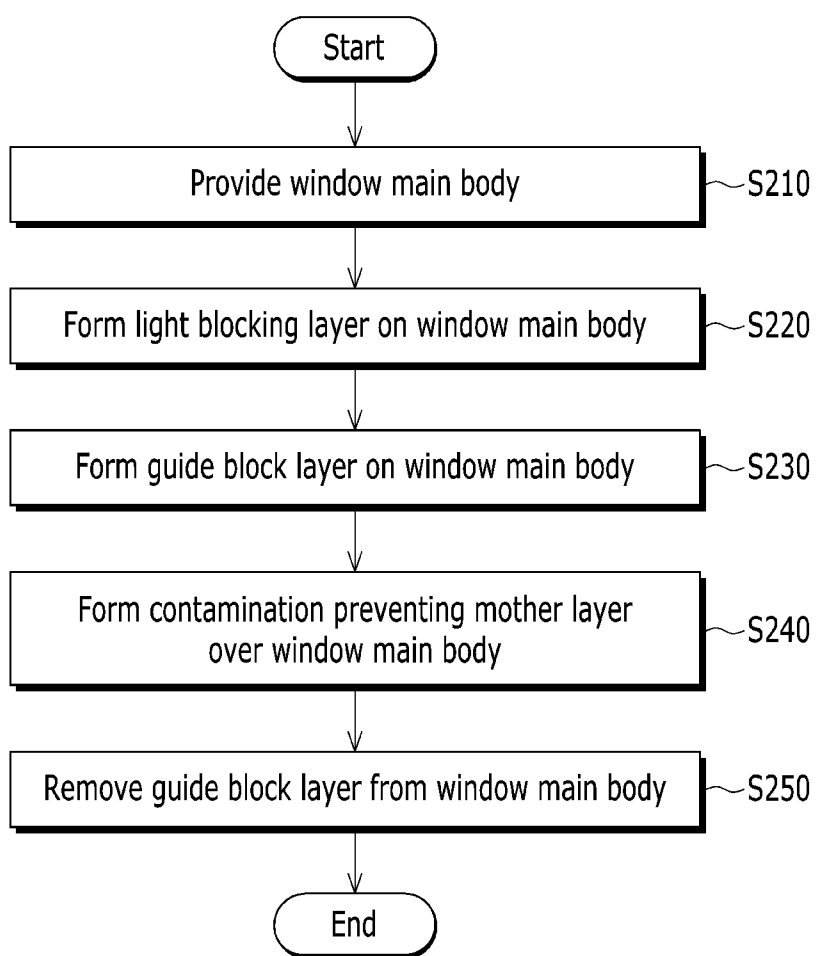 Start
Provide window main body
S210
Form light blocking layer on window main body
S220
Form guide block layer on window main body
S230
Form contamination preventing mother layer
over window main body
S240
Remove guide block layer from window main body
S250
End